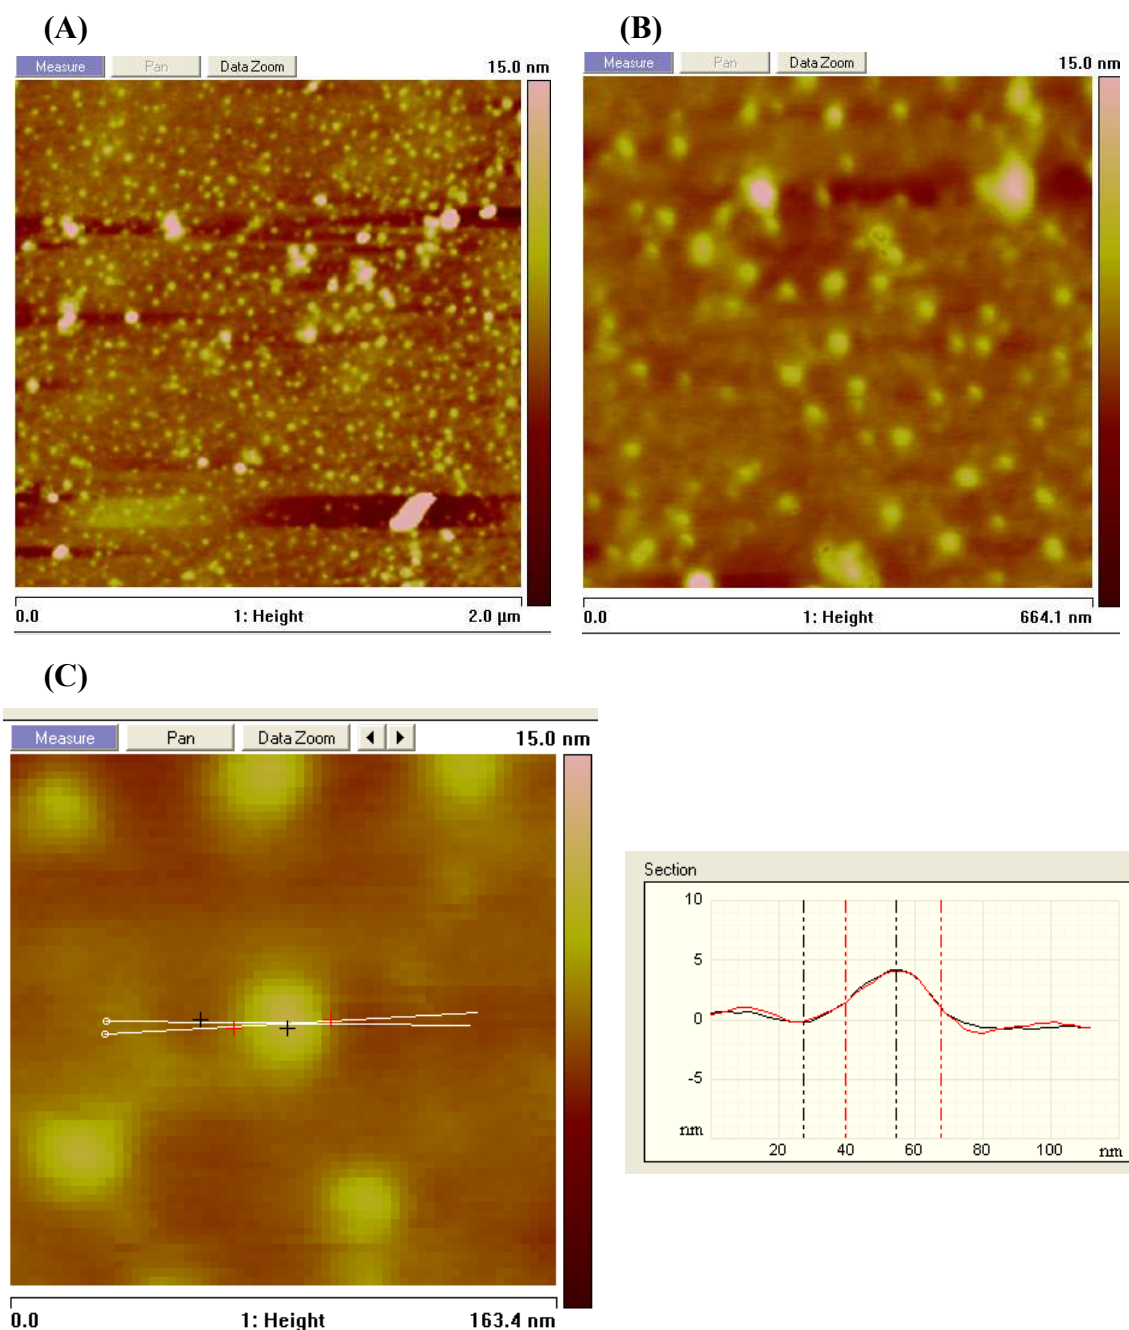 (A)
Measure Pan Data Zoom 15.0 nm
0.0 1: Height 2.0 µm
(B)
Measure Pan Data Zoom 15.0 nm
0.0 1: Height 664.1 nm
(C)
Measure Pan Data Zoom 15.0 nm
0.0 1: Height 163.4 nm
Section
10
5
0
-5
nm
20 40 60 80 100 nm